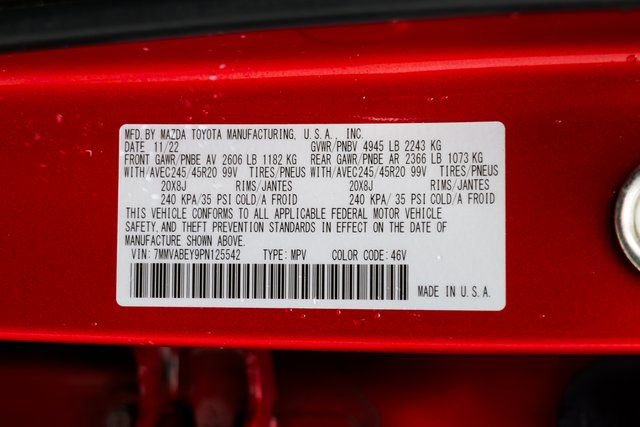 MFD. BY MAZDA TOYOTA MANUFACTURING, U.S.A., INC.
DATE 11/22 GVWR/PNBV 4945 LB 2243 KG
FRONT GAWR/PNBE AV 2606 LB 1182 KG REAR GAWR/PNBE AR 2366 LB 1073 KG
WITH/AVEC245/45R20 99V TIRES/PNEUS WITH/AVEC245/45R20 99V TIRES/PNEUS
20X8J RIMS/JANTES 20X8J RIMS/JANTES
240 KPA/35 PSI COLD/A FROID 240 KPA/ 35 PSI COLD/A FROID
THIS VEHICLE CONFORMS TO ALL APPLICABLE FEDERAL MOTOR VEHICLE
SAFETY, AND THEFT PREVENTION STANDARDS IN EFFECT ON THE DATE OF
MANUFACTURE SHOWN ABOVE.
VIN: 7MMVABEY9PN125542 TYPE: MPV COLOR CODE: 46V
MADE IN U.S.A.